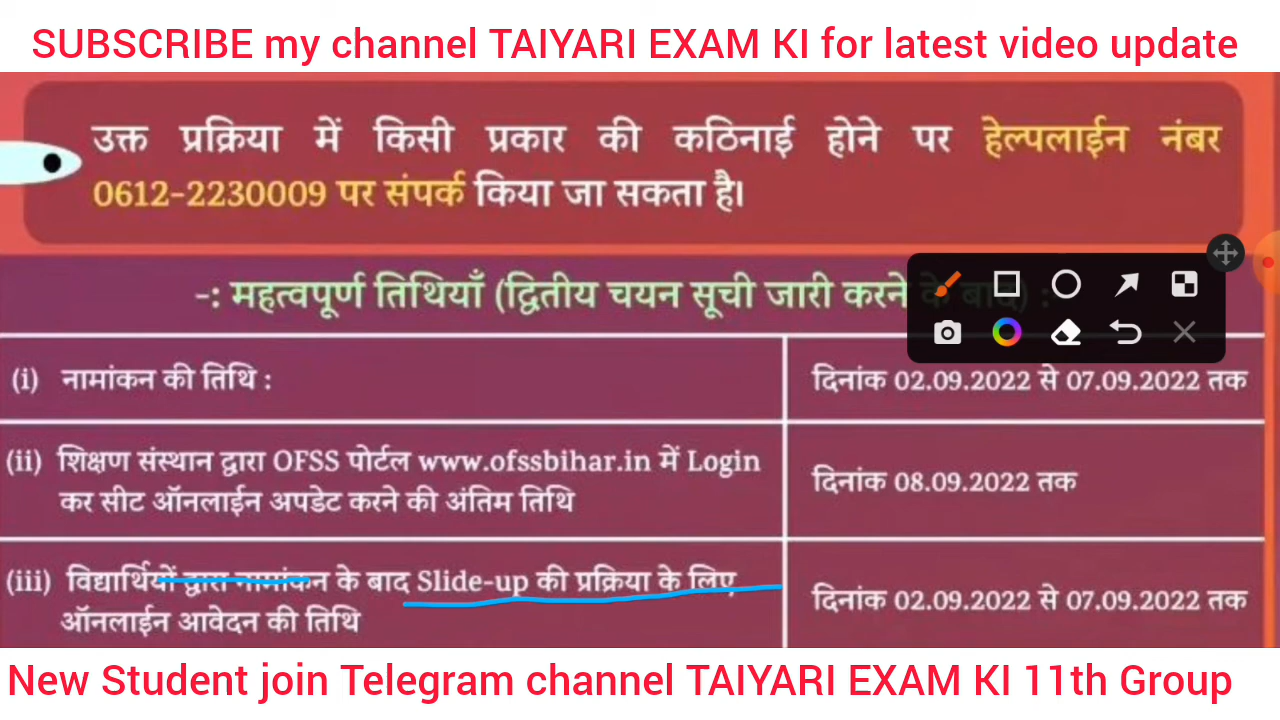 SUBSCRIBE my channel TAIYARI EXAM KI for latest video update
उक्त प्रक्रिया में किसी प्रकार की कठिनाई होने पर हेल्पलाईन नंबर
0612-2230009 पर संपर्क किया जा सकता है।
-: महत्वपूर्ण तिथियाँ (द्वितीय चयन सूची जारी करने के बाद) :-
(i) नामांकन की तिथि :
दिनांक 02.09.2022 से 07.09.2022 तक
(ii) शिक्षण संस्थान द्वारा OFSS पोर्टल www.ofssbihar.in में Login
कर सीट ऑनलाईन अपडेट करने की अंतिम तिथि
दिनांक 08.09.2022 तक
(iii) विद्यार्थियों द्वारा नामांकन के बाद Slide-up की प्रक्रिया के लिए
ऑनलाईन आवेदन की तिथि
दिनांक 02.09.2022 से 07.09.2022 तक
New Student join Telegram channel TAIYARI EXAM KI 11th Group